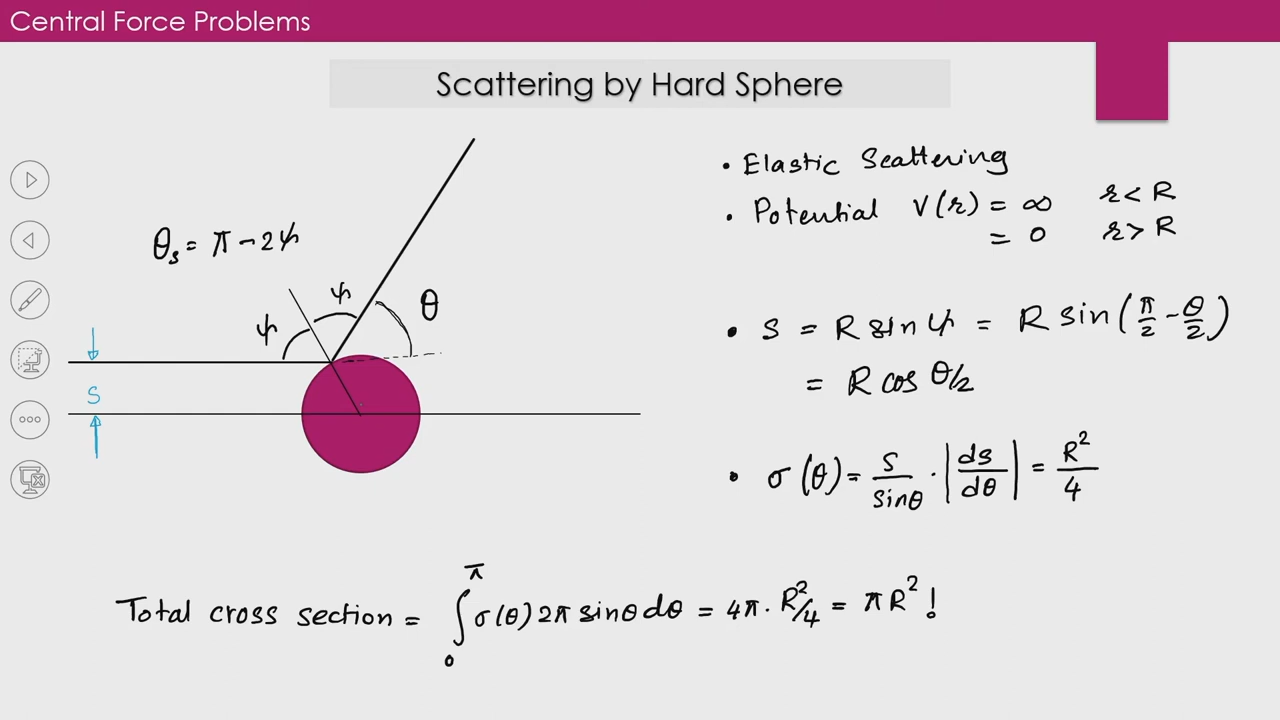 Central Force Problems
Scattering by Hard Sphere
• Elastic Scattering
• Potential V(r) = ∞ r < R
= 0 r > R
θₛ = π - 2ψ
ψ
ψ
θ
S
• S = R sin ψ = R sin(π/2 - θ/2)
= R cos θ/2
• σ(θ) = S/sinθ · |ds/dθ| = R²/4
Total cross section = ∫₀^π σ(θ) 2π sinθ dθ = 4π · R²/4 = πR² !